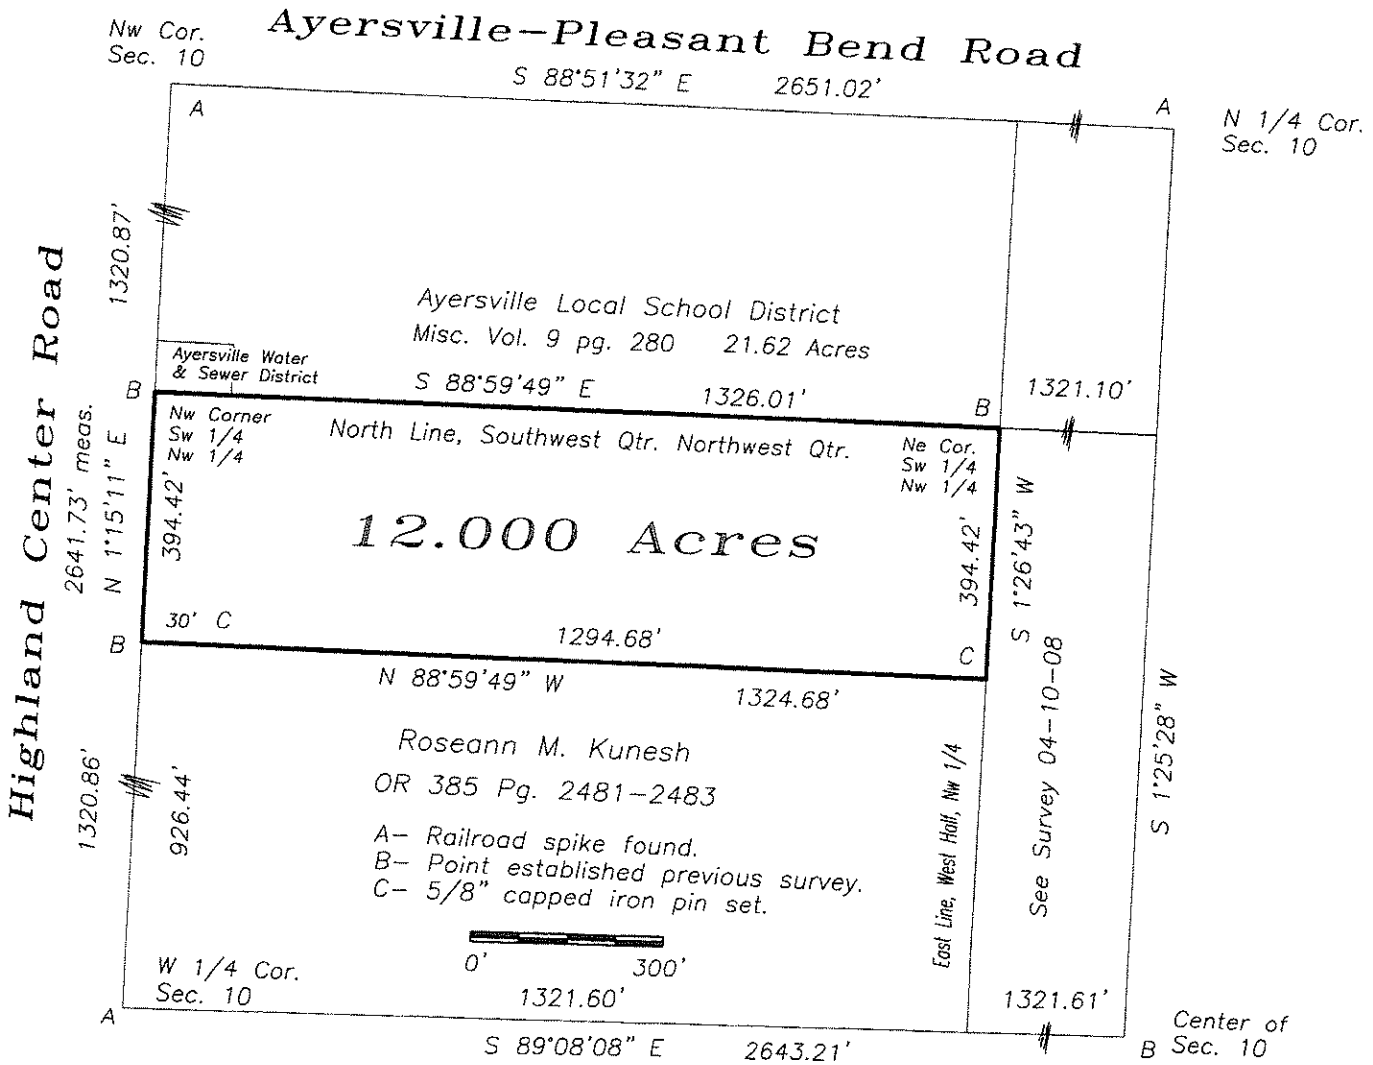 Ayersville-Pleasant Bend Road
Nw Cor.
Sec. 10
S 88°51'32" E 2651.02'
A
A
N 1/4 Cor.
Sec. 10
1320.87'
Highland Center Road
2641.73' meas.
N 1°15'11" E
Ayersville Local School District
Misc. Vol. 9 pg. 280 21.62 Acres
Ayersville Water
& Sewer District
S 88°59'49" E 1326.01'
1321.10'
B
B
Nw Corner
Sw 1/4
Nw 1/4
North Line, Southwest Qtr. Northwest Qtr.
Ne Cor.
Sw 1/4
Nw 1/4
394.42'
12.000 Acres
394.42'
S 1°26'43" W
30' C
1294.68'
C
B
N 88°59'49" W 1324.68'
See Survey 04-10-08
S 1°25'28" W
Roseann M. Kunesh
OR 385 Pg. 2481-2483
1320.86'
926.44'
A- Railroad spike found.
B- Point established previous survey.
C- 5/8" capped iron pin set.
East Line, West Half, Nw 1/4
0' 300'
W 1/4 Cor.
Sec. 10
1321.60'
1321.61'
A
S 89°08'08" E 2643.21'
B
Center of
Sec. 10